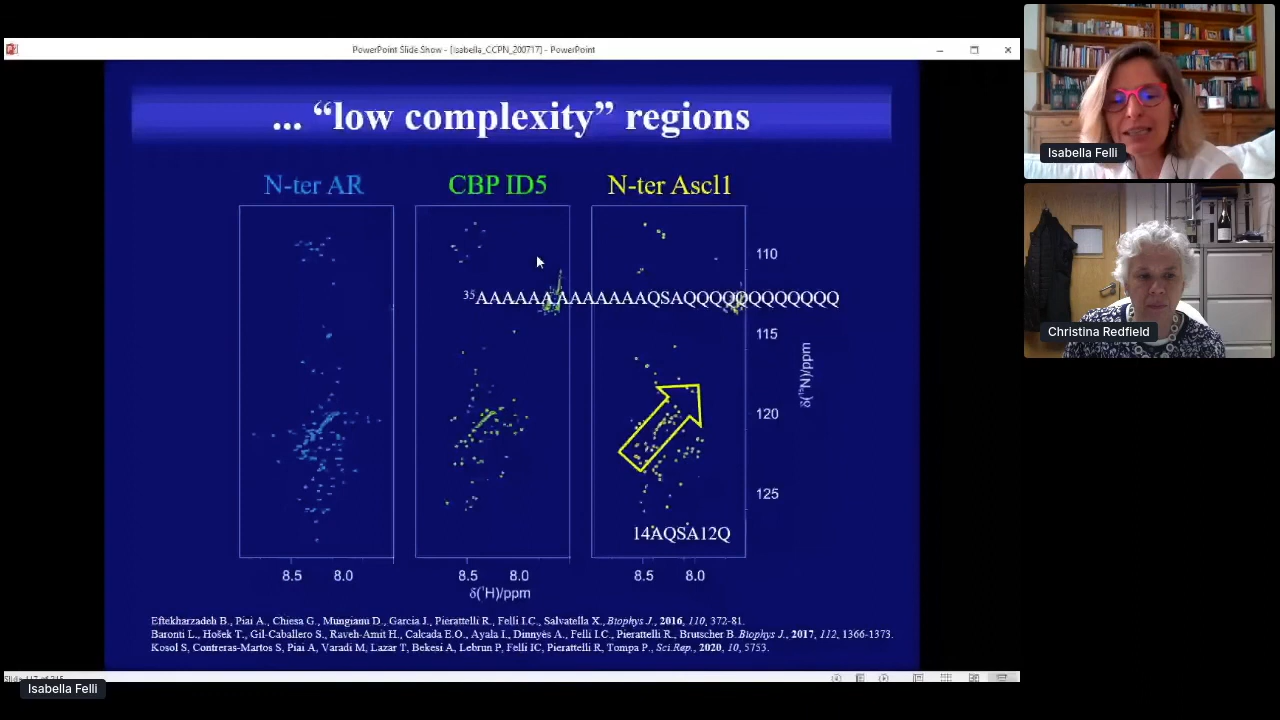 PowerPoint Slide Show - [Isabella_CCPN_200717] - PowerPoint
... “low complexity” regions
N-ter AR
CBP ID5
N-ter Ascl1
110
³⁵AAAAAAAAAAAAAAQSAQQQQQQQQQQQQ
115
120
125
δ(¹⁵N)/ppm
14AQSA12Q
8.5 8.0
8.5 8.0
8.5 8.0
δ(¹H)/ppm
Eftekharzadeh B., Piai A., Chiesa G., Mungianu D., Garcia J., Pierattelli R., Felli I.C., Salvatella X., Biophys J., 2016, 110, 372-81.
Baronti L., Hošek T., Gil-Caballero S., Raveh-Amit H., Calcada E.O., Ayala I., Dinnyés A., Felli I.C., Pierattelli R., Brutscher B. Biophys J., 2017, 112, 1366-1373.
Kosol S, Contreras-Martos S, Piai A, Varadi M, Lazar T, Bekesi A, Lebrun P, Felli IC, Pierattelli R, Tompa P., Sci.Rep., 2020, 10, 5753.
Isabella Felli
Isabella Felli
Christina Redfield